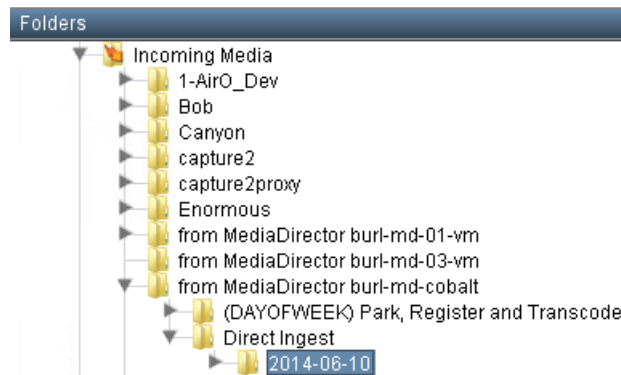 Folders
Incoming Media
1-AirO_Dev
Bob
Canyon
capture2
capture2proxy
Enormous
from MediaDirector burl-md-01-vm
from MediaDirector burl-md-03-vm
from MediaDirector burl-md-cobalt
(DAYOFWEEK) Park, Register and Transcode
Direct Ingest
2014-06-10